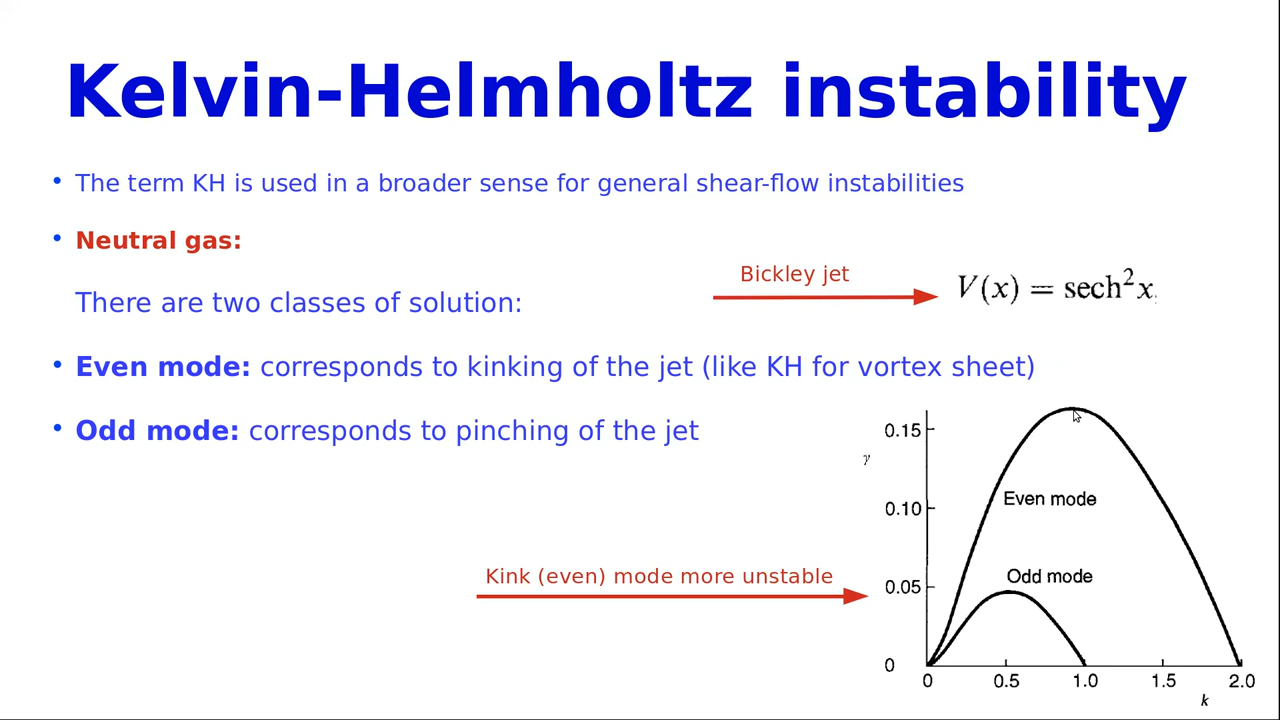 Kelvin-Helmholtz instability
• The term KH is used in a broader sense for general shear-flow instabilities
• Neutral gas:
Bickley jet
V(x) = sech²x
There are two classes of solution:
• Even mode: corresponds to kinking of the jet (like KH for vortex sheet)
• Odd mode: corresponds to pinching of the jet
0.15
γ
Even mode
0.10
Kink (even) mode more unstable
Odd mode
0.05
0
0 0.5 1.0 1.5 2.0
k